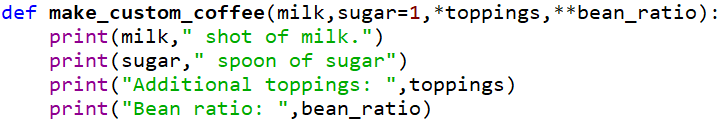 def make_custom_coffee(milk,sugar=1,*toppings,**bean_ratio):
    print(milk," shot of milk.")
    print(sugar," spoon of sugar")
    print("Additional toppings: ",toppings)
    print("Bean ratio: ",bean_ratio)